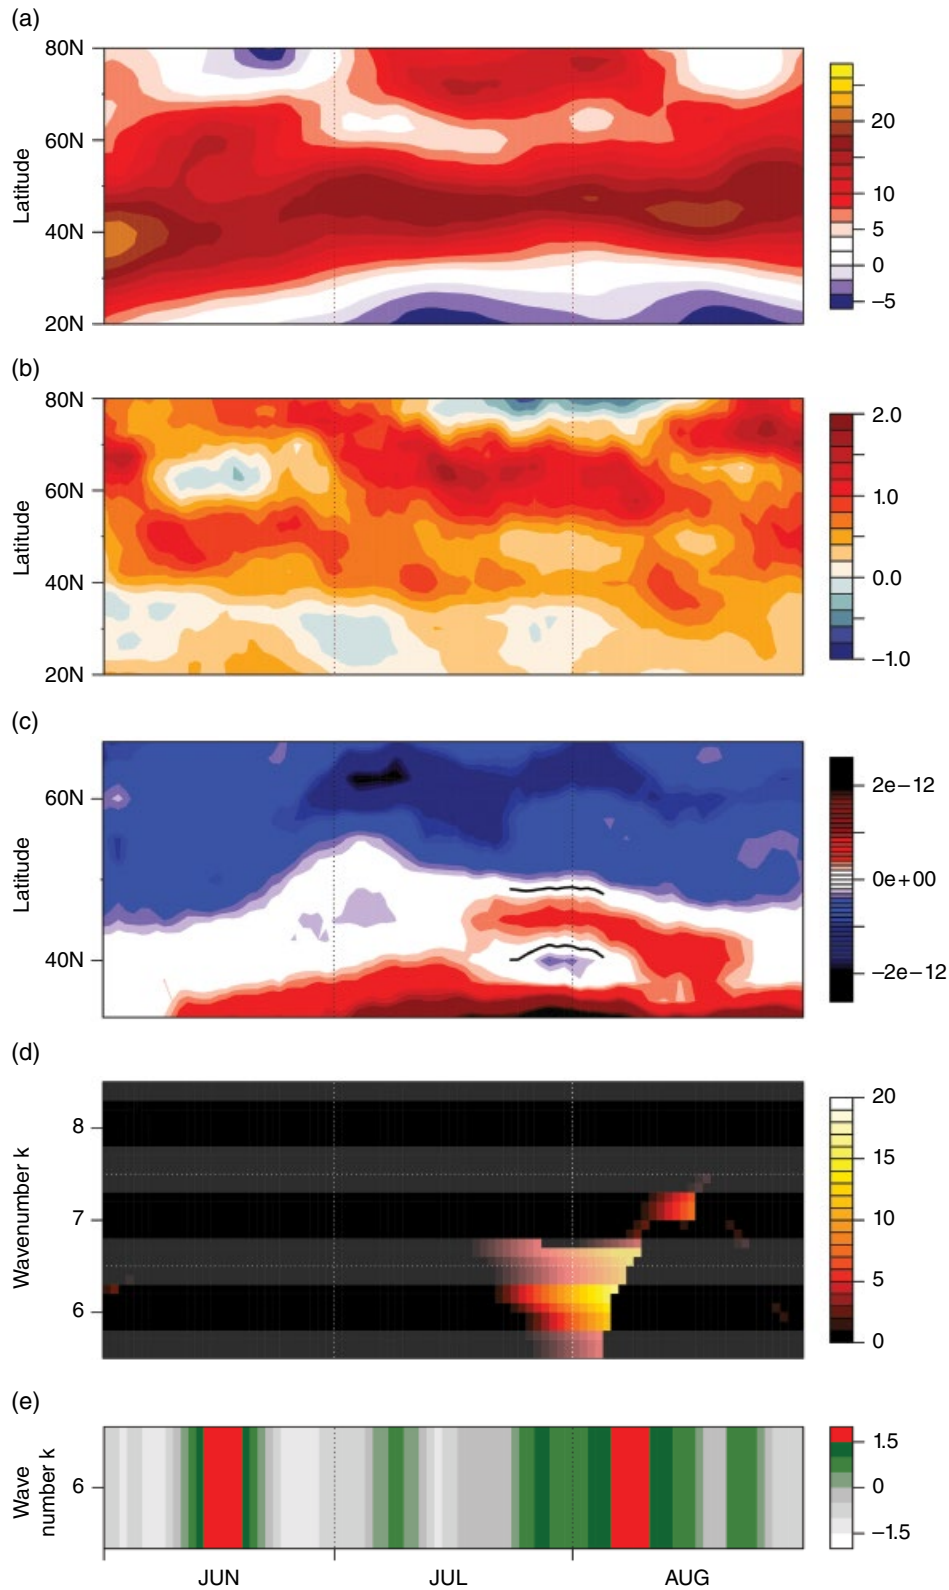 (a)
80N
60N
40N
20N
Latitude
20
10
5
0
−5
(b)
80N
60N
40N
20N
Latitude
2.0
1.0
0.0
−1.0
(c)
60N
40N
Latitude
2e−12
0e+00
−2e−12
(d)
8
7
6
Wavenumber k
20
15
10
5
0
(e)
Wave
number k
6
1.5
0
−1.5
JUN
JUL
AUG